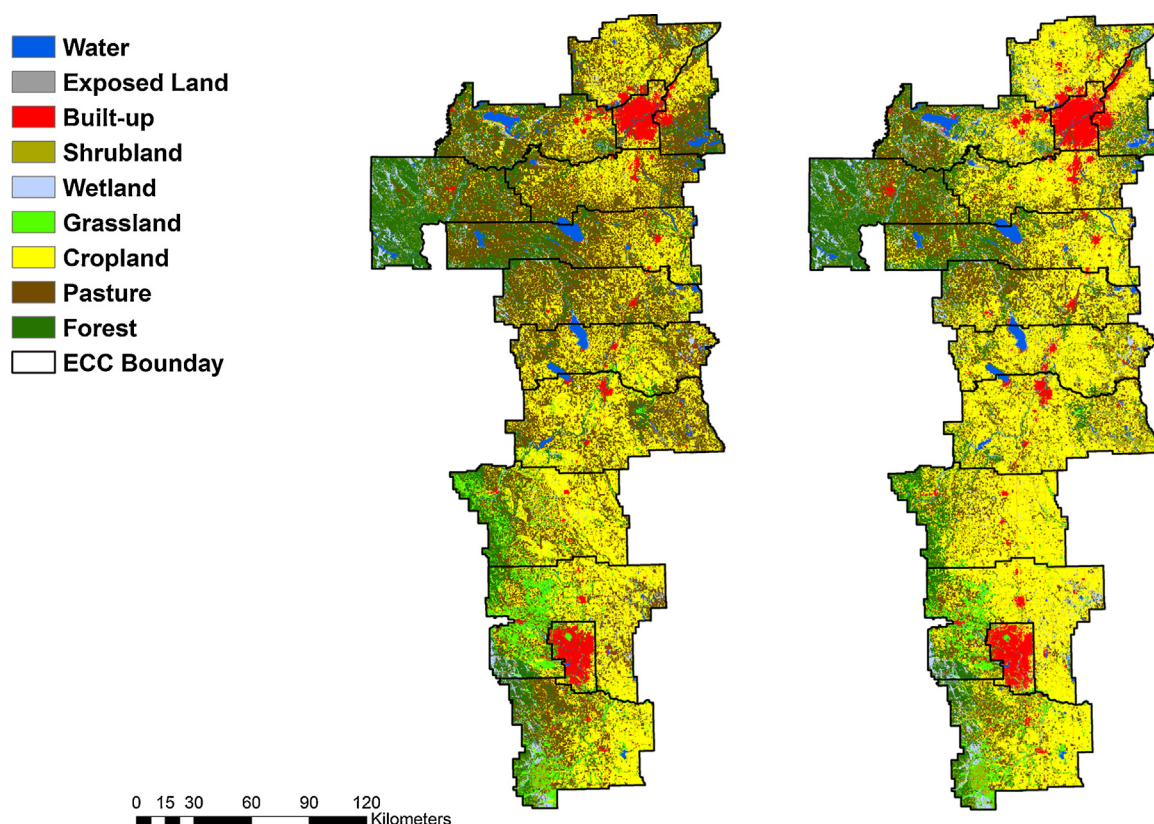 Water
Exposed Land
Built-up
Shrubland
Wetland
Grassland
Cropland
Pasture
Forest
ECC Bounday
0 15 30 60 90 120
Kilometers